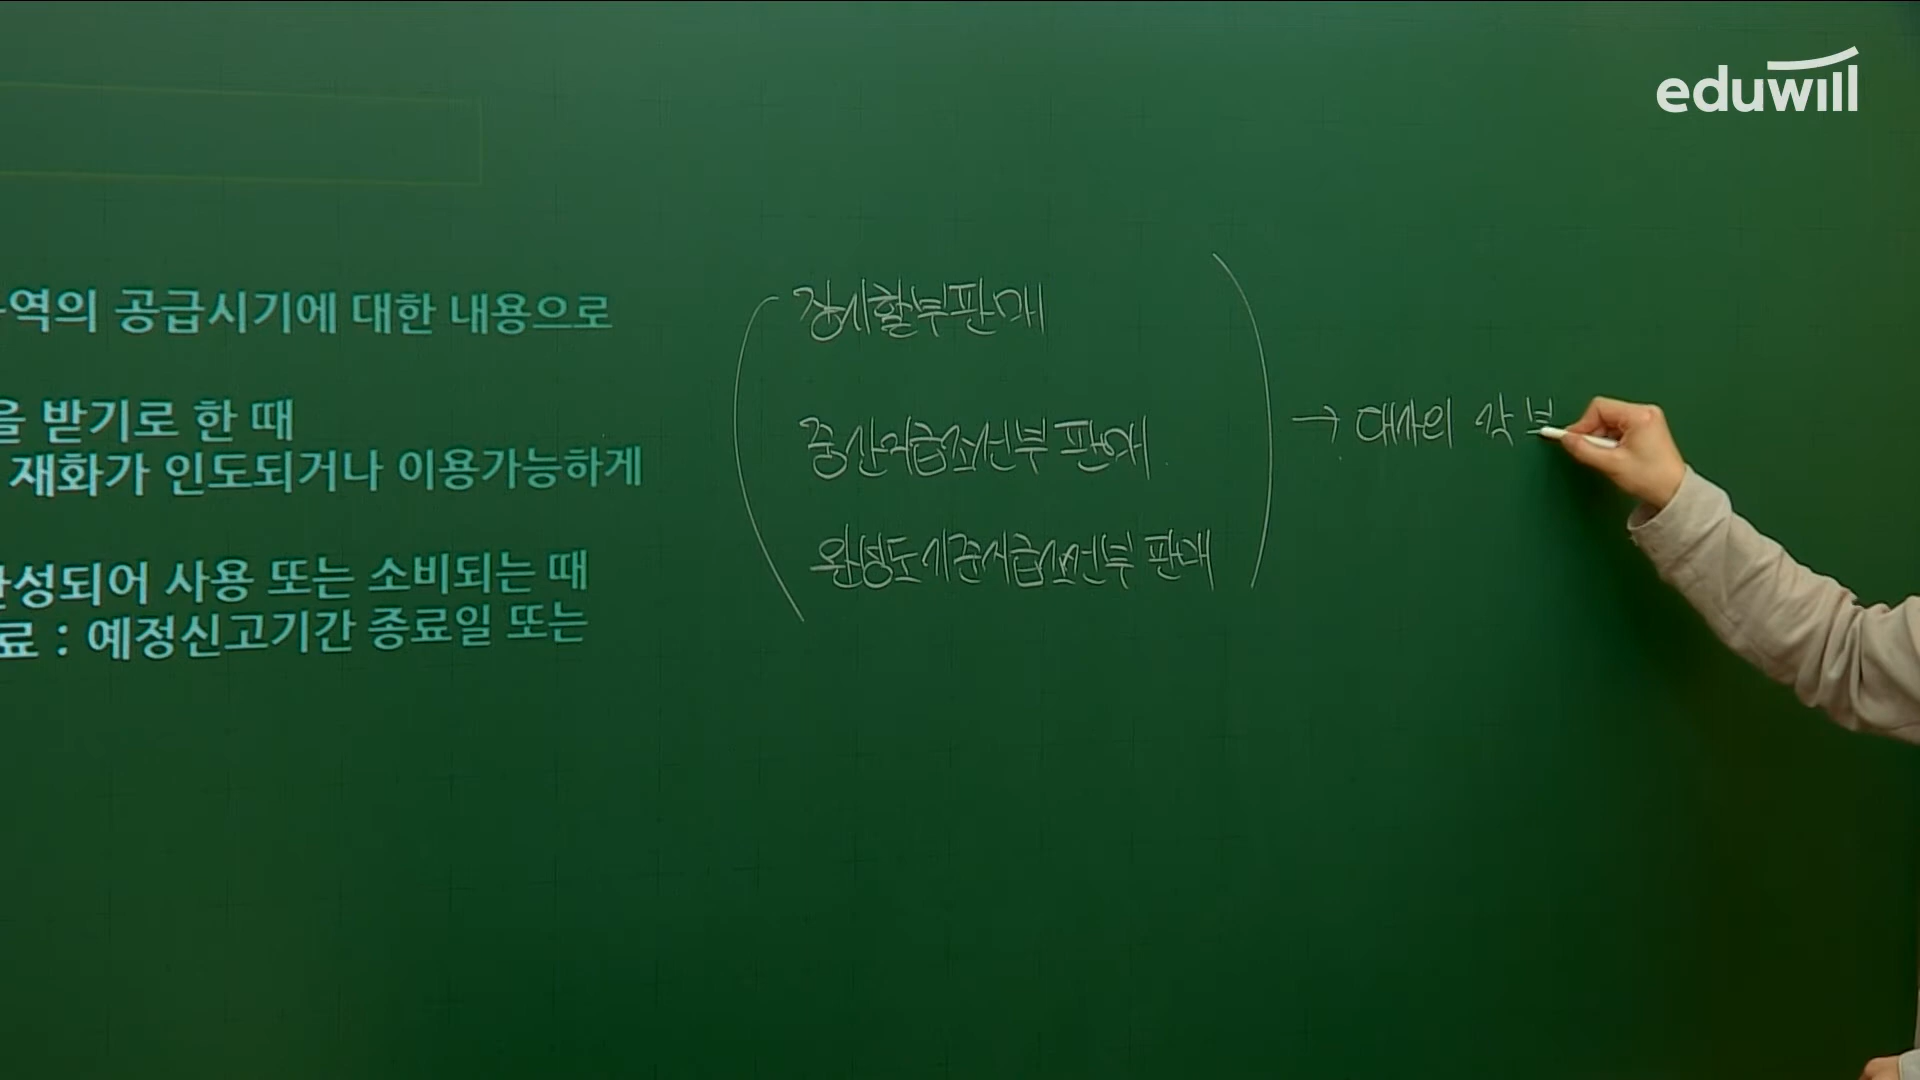 eduwill
역의 공급시기에 대한 내용으로
을 받기로 한 때
재화가 인도되거나 이용가능하게
성되어 사용 또는 소비되는 때
료 : 예정신고기간 종료일 또는
장기할부판매
중간지급조건부 판매
완성도기준지급조건부 판매
→ 대가의 각 부